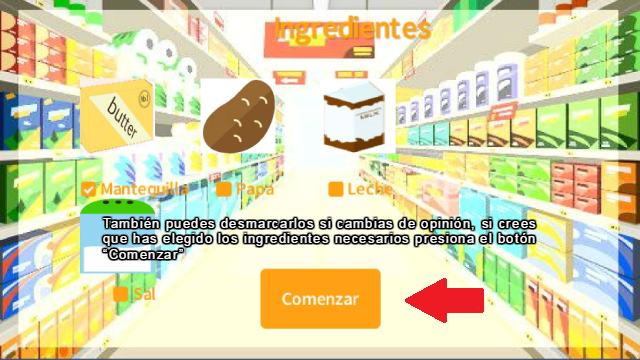 Ingredientes
butter
Mantequilla
Papa
Leche
También puedes desmarcarlos si cambias de opinión, si crees
que has elegido los ingredientes necesarios presiona el botón
"Comenzar"
Sal
Comenzar